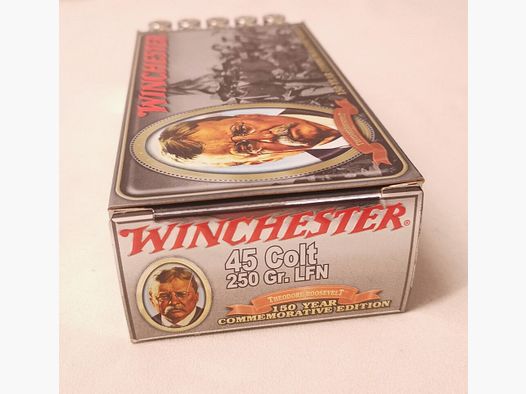 WINCHESTER
WINCHESTER®
45 Colt
250 Gr. LFN
THEODORE ROOSEVELT
150 YEAR
COMMEMORATIVE EDITION